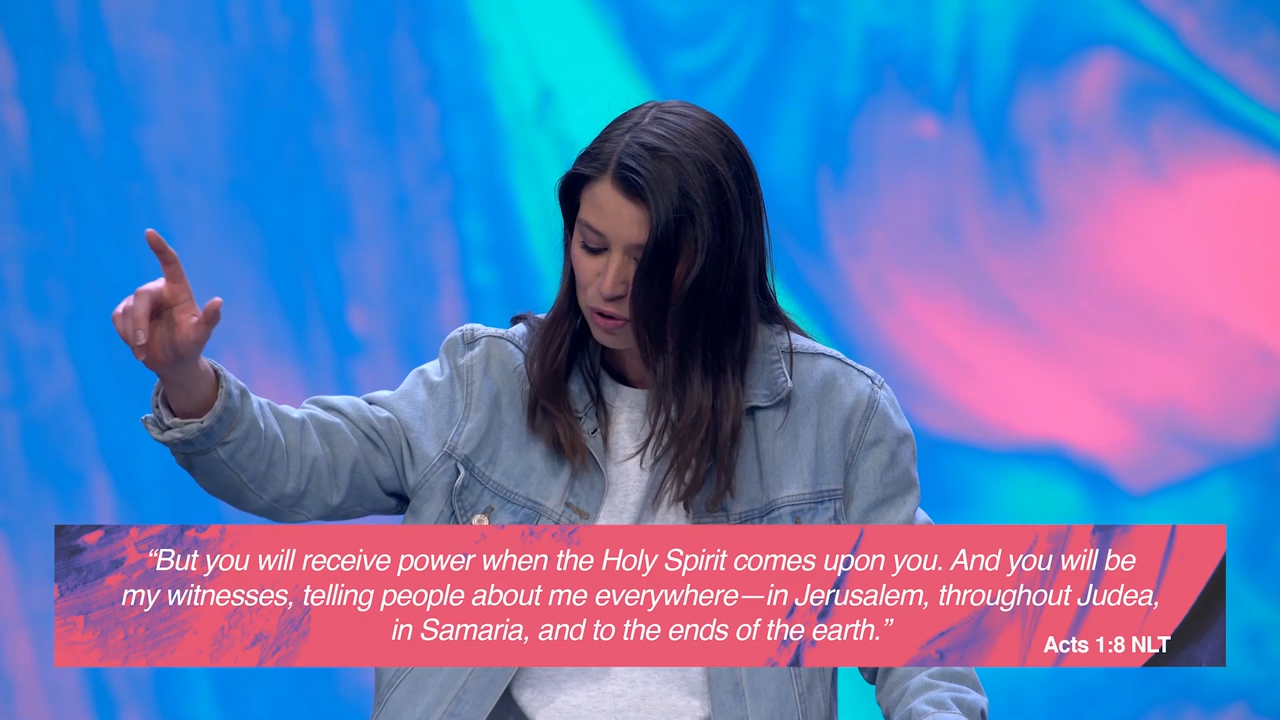 “But you will receive power when the Holy Spirit comes upon you. And you will be
my witnesses, telling people about me everywhere—in Jerusalem, throughout Judea,
in Samaria, and to the ends of the earth.”
Acts 1:8 NLT